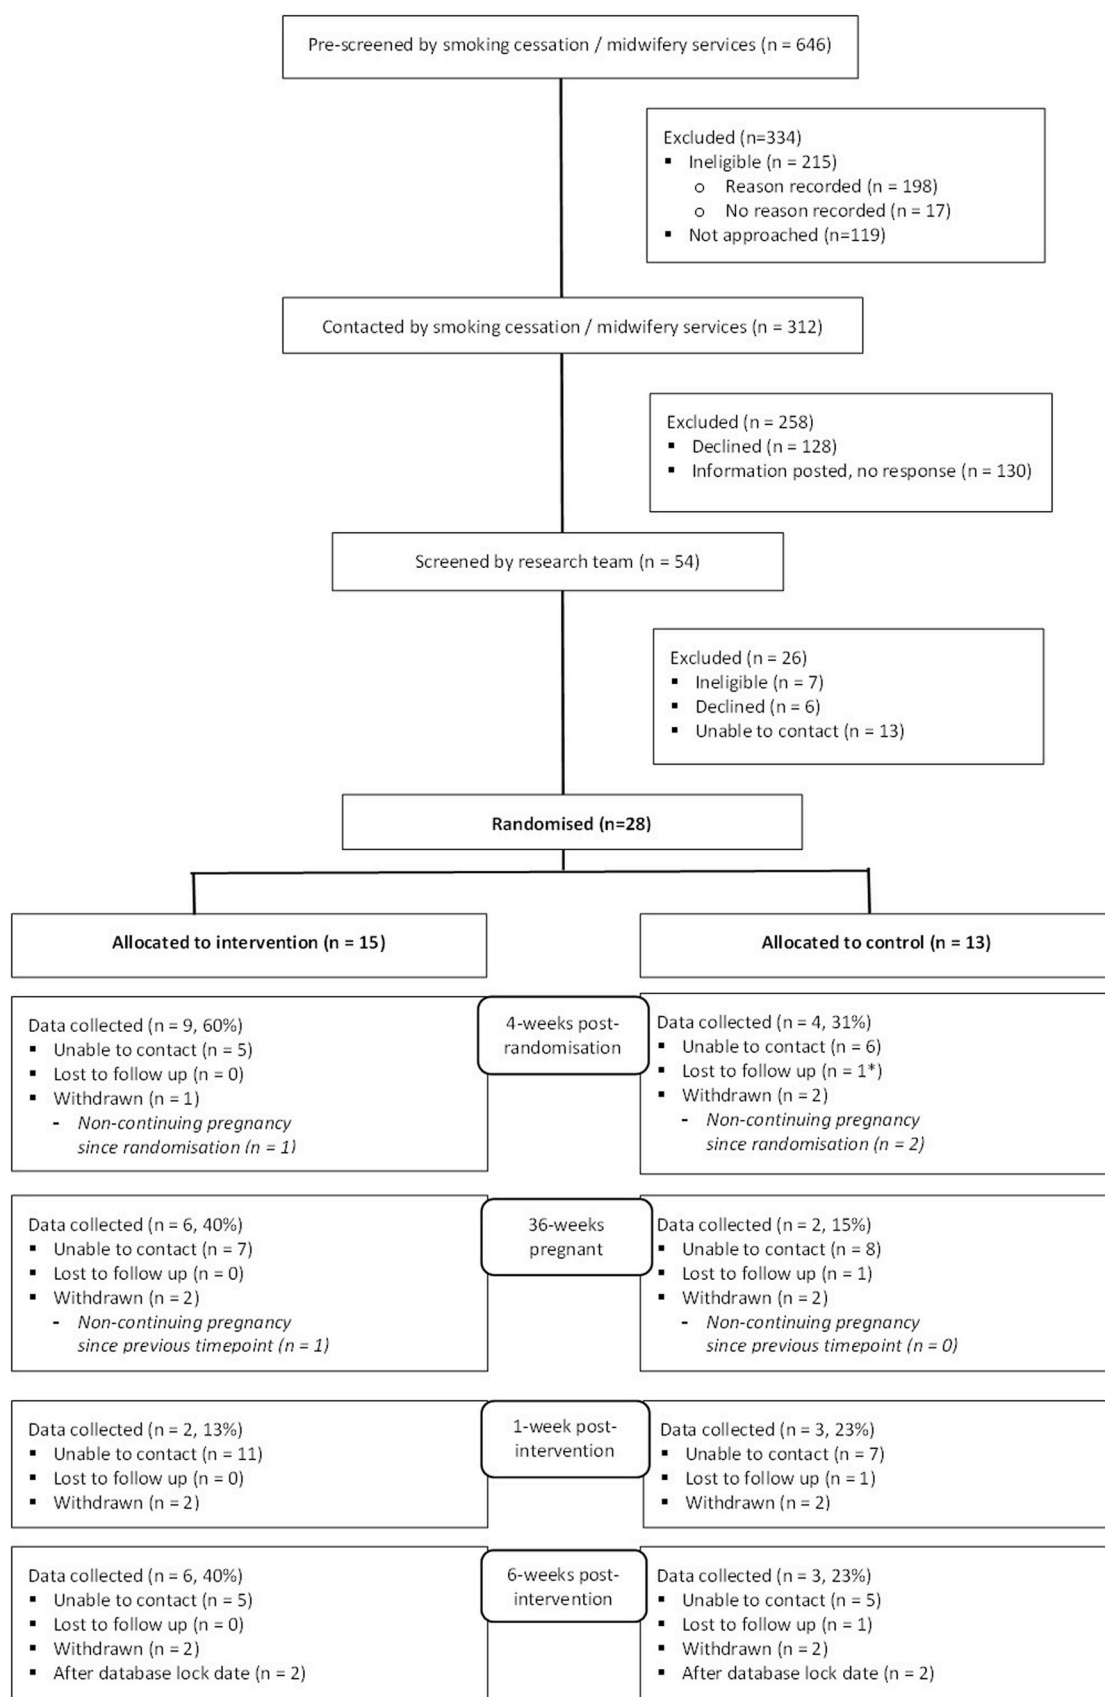 Pre-screened by smoking cessation / midwifery services (n = 646)
Excluded (n=334)
▪ Ineligible (n = 215)
o Reason recorded (n = 198)
o No reason recorded (n = 17)
▪ Not approached (n=119)
Contacted by smoking cessation / midwifery services (n = 312)
Excluded (n = 258)
▪ Declined (n = 128)
▪ Information posted, no response (n = 130)
Screened by research team (n = 54)
Excluded (n = 26)
▪ Ineligible (n = 7)
▪ Declined (n = 6)
▪ Unable to contact (n = 13)
Randomised (n=28)
Allocated to intervention (n = 15)
Allocated to control (n = 13)
4-weeks post-
randomisation
Data collected (n = 9, 60%)
▪ Unable to contact (n = 5)
▪ Lost to follow up (n = 0)
▪ Withdrawn (n = 1)
- Non-continuing pregnancy
since randomisation (n = 1)
Data collected (n = 4, 31%)
▪ Unable to contact (n = 6)
▪ Lost to follow up (n = 1*)
▪ Withdrawn (n = 2)
- Non-continuing pregnancy
since randomisation (n = 2)
36-weeks
pregnant
Data collected (n = 6, 40%)
▪ Unable to contact (n = 7)
▪ Lost to follow up (n = 0)
▪ Withdrawn (n = 2)
- Non-continuing pregnancy
since previous timepoint (n = 1)
Data collected (n = 2, 15%)
▪ Unable to contact (n = 8)
▪ Lost to follow up (n = 1)
▪ Withdrawn (n = 2)
- Non-continuing pregnancy
since previous timepoint (n = 0)
1-week post-
intervention
Data collected (n = 2, 13%)
▪ Unable to contact (n = 11)
▪ Lost to follow up (n = 0)
▪ Withdrawn (n = 2)
Data collected (n = 3, 23%)
▪ Unable to contact (n = 7)
▪ Lost to follow up (n = 1)
▪ Withdrawn (n = 2)
6-weeks post-
intervention
Data collected (n = 6, 40%)
▪ Unable to contact (n = 5)
▪ Lost to follow up (n = 0)
▪ Withdrawn (n = 2)
▪ After database lock date (n = 2)
Data collected (n = 3, 23%)
▪ Unable to contact (n = 5)
▪ Lost to follow up (n = 1)
▪ Withdrawn (n = 2)
▪ After database lock date (n = 2)